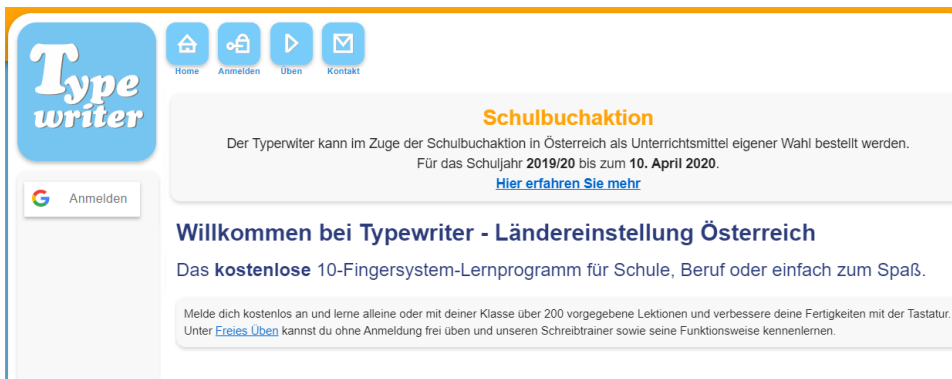 Type
writer
Home Anmelden Üben Kontakt
Schulbuchaktion
Der Typerwiter kann im Zuge der Schulbuchaktion in Österreich als Unterrichtsmittel eigener Wahl bestellt werden.
Für das Schuljahr 2019/20 bis zum 10. April 2020.
Hier erfahren Sie mehr
Anmelden
Willkommen bei Typewriter - Ländereinstellung Österreich
Das kostenlose 10-Fingersystem-Lernprogramm für Schule, Beruf oder einfach zum Spaß.
Melde dich kostenlos an und lerne alleine oder mit deiner Klasse über 200 vorgegebene Lektionen und verbessere deine Fertigkeiten mit der Tastatur.
Unter Freies Üben kannst du ohne Anmeldung frei üben und unseren Schreibtrainer sowie seine Funktionsweise kennenlernen.